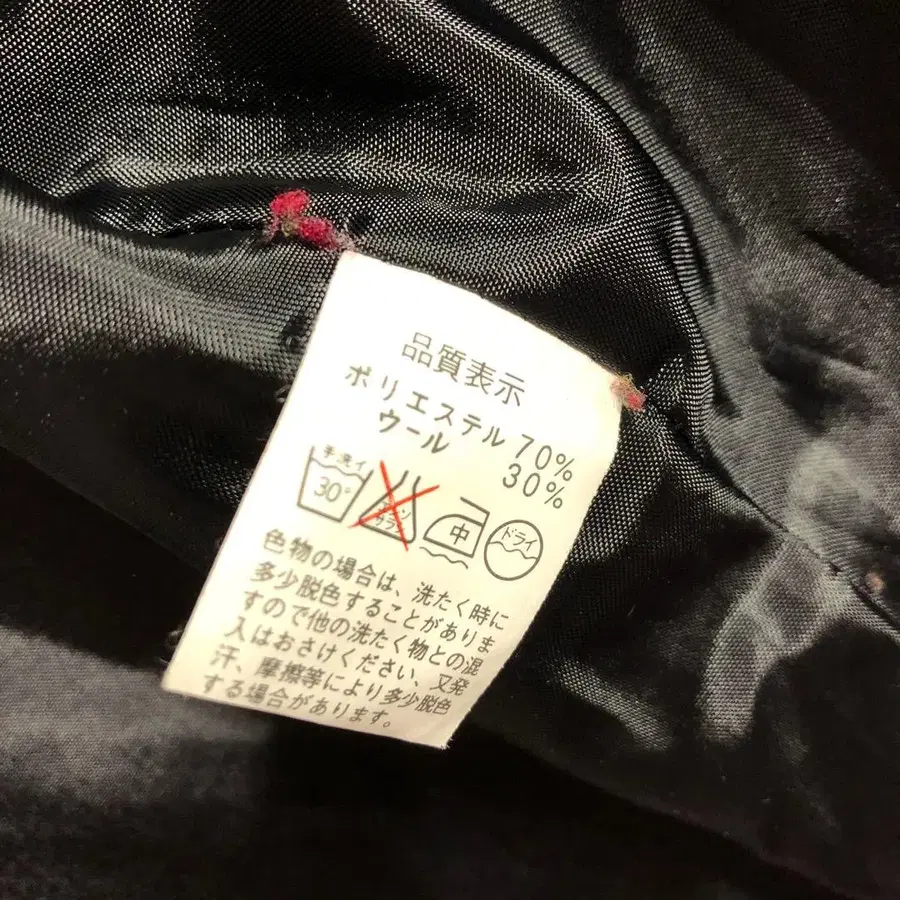 品質表示
ポリエステル 70%
ウール 30%
手洗イ 30° エンソ サラシ 中 ドライ
色物の場合は、洗たく時に
多少脱色することがありま
すので他の洗たく物との混
入はおさけください、又発
汗、摩擦等により多少脱色
する場合があります。